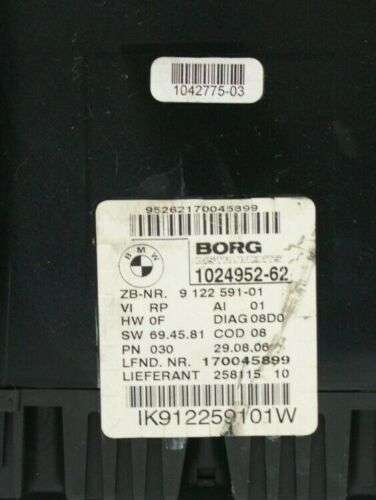 1042775-03
95262170045899
BMW
BORG
INSTRUMENTS
1024952-62
ZB-NR. 9 122 591-01
VI RP AI 01
HW 0F DIAG 08D0
SW 69.45.81 COD 08
PN 030 29.08.06
LFND. NR. 170045899
LIEFERANT 258115 10
IK912259101W